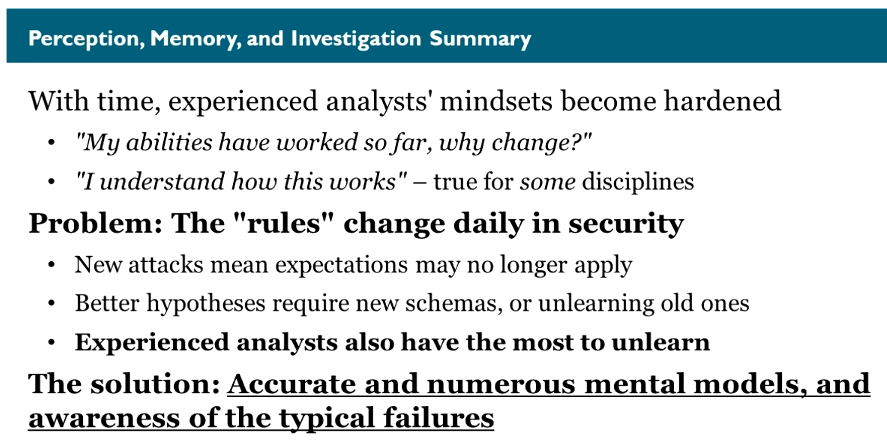 Perception, Memory, and Investigation Summary
With time, experienced analysts' mindsets become hardened
• "My abilities have worked so far, why change?"
• "I understand how this works" – true for some disciplines
Problem: The "rules" change daily in security
• New attacks mean expectations may no longer apply
• Better hypotheses require new schemas, or unlearning old ones
• Experienced analysts also have the most to unlearn
The solution: Accurate and numerous mental models, and
awareness of the typical failures